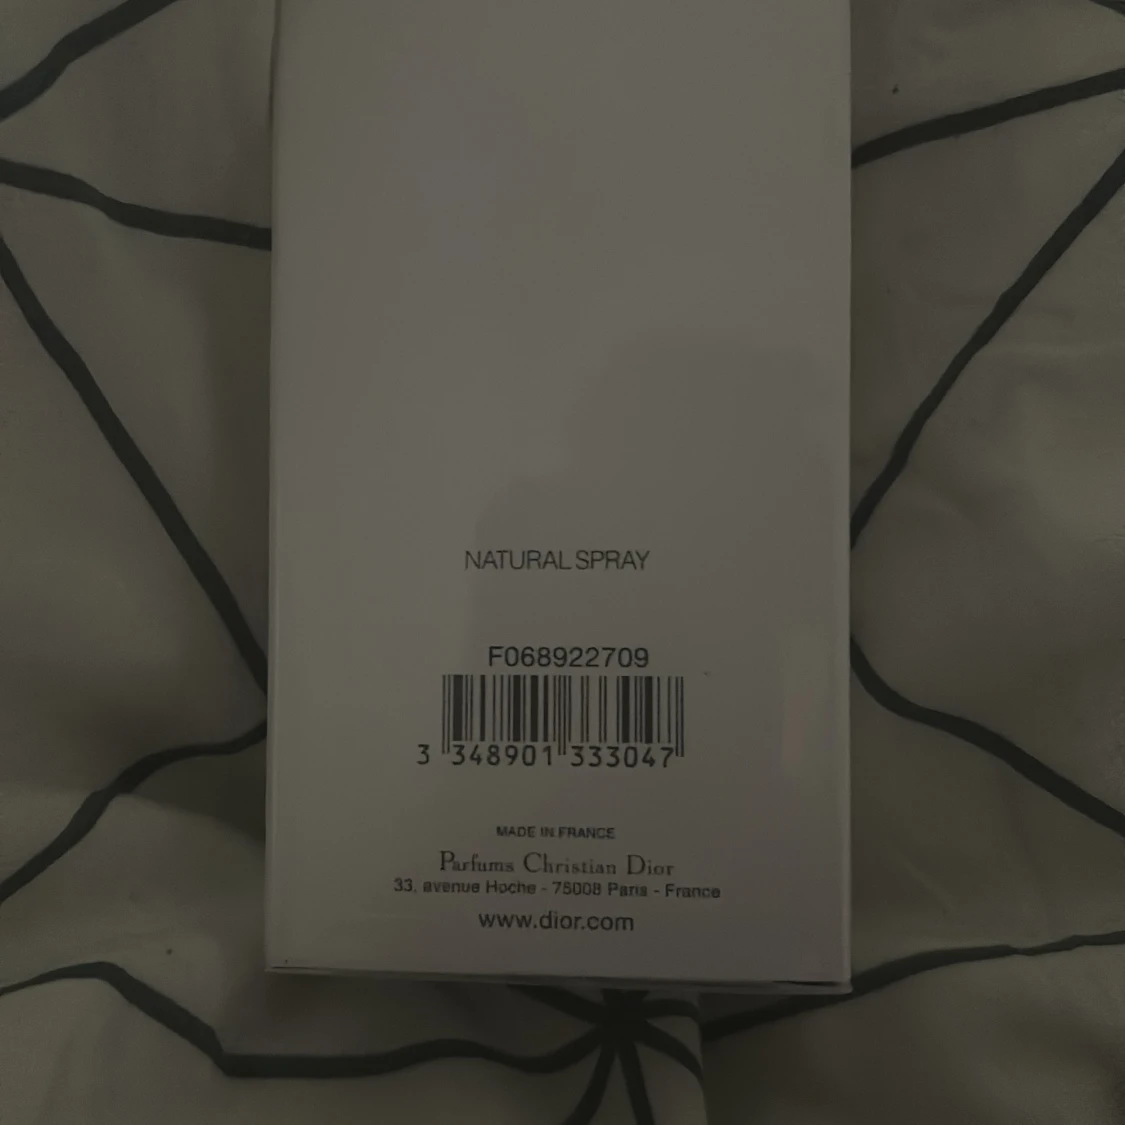 NATURAL SPRAY
F068922709
3 348901 333047
MADE IN FRANCE
Parfums Christian Dior
33, avenue Hoche - 75008 Paris - France
www.dior.com